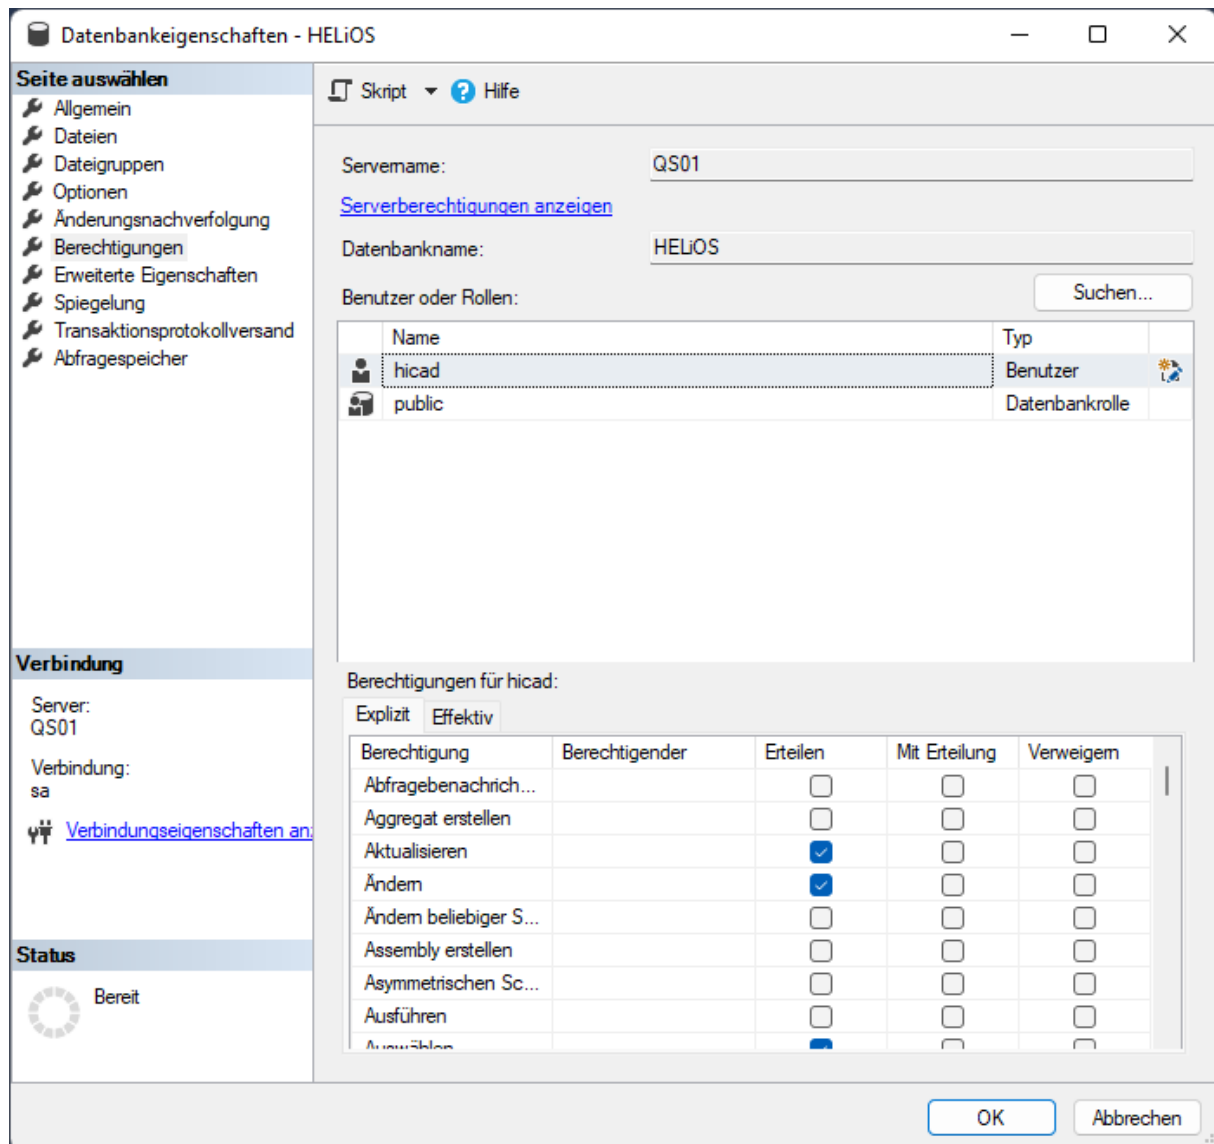 Datenbankeigenschaften - HELiOS
Seite auswählen
Allgemein
Dateien
Dateigruppen
Optionen
Änderungsnachverfolgung
Berechtigungen
Erweiterte Eigenschaften
Spiegelung
Transaktionsprotokollversand
Abfragespeicher
Verbindung
Server:
QS01
Verbindung:
sa
Verbindungseigenschaften an
Status
Bereit
Skript Hilfe
Servername: QS01
Serverberechtigungen anzeigen
Datenbankname: HELiOS
Benutzer oder Rollen: Suchen...
Name Typ
hicad Benutzer
public Datenbankrolle
Berechtigungen für hicad:
Explizit Effektiv
Berechtigung Berechtigender Erteilen Mit Erteilung Verweigern
Abfragebenachrich...
Aggregat erstellen
Aktualisieren
Ändern
Ändern beliebiger S...
Assembly erstellen
Asymmetrischen Sc...
Ausführen
Auswählen
OK Abbrechen